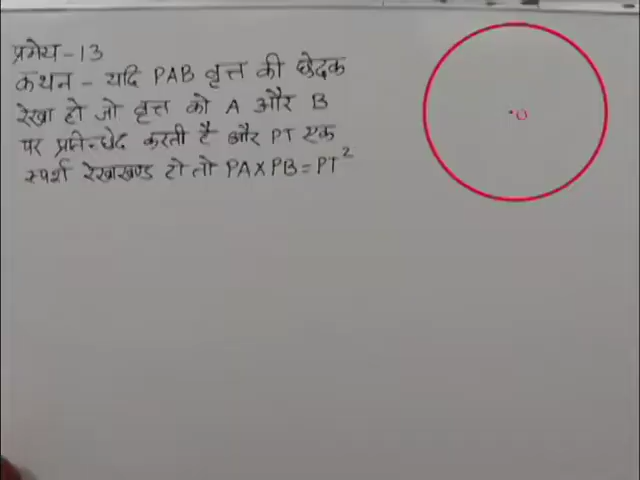 प्रमेय -13
कथन - यदि PAB वृत्त की छेदक
रेखा हो जो वृत्त को A और B
पर प्रतिच्छेद करती है और PT एक
स्पर्श रेखाखण्ड हो तो PA×PB=PT²
O